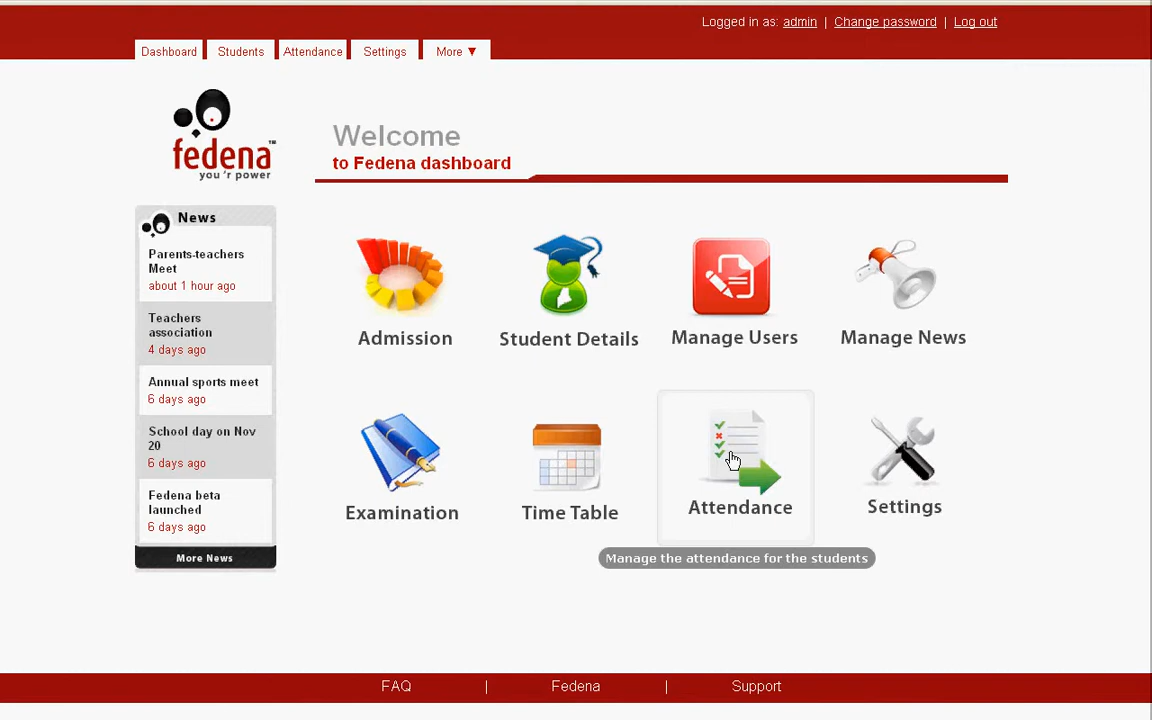 Logged in as: admin | Change password | Log out
Dashboard Students Attendance Settings More ▼
fedena™
you 'r power
Welcome
to Fedena dashboard
News
Parents-teachers
Meet
about 1 hour ago
Teachers
association
4 days ago
Annual sports meet
6 days ago
School day on Nov
20
6 days ago
Fedena beta
launched
6 days ago
More News
Admission
Student Details
Manage Users
Manage News
Examination
Time Table
Attendance
Settings
Manage the attendance for the students
FAQ | Fedena | Support